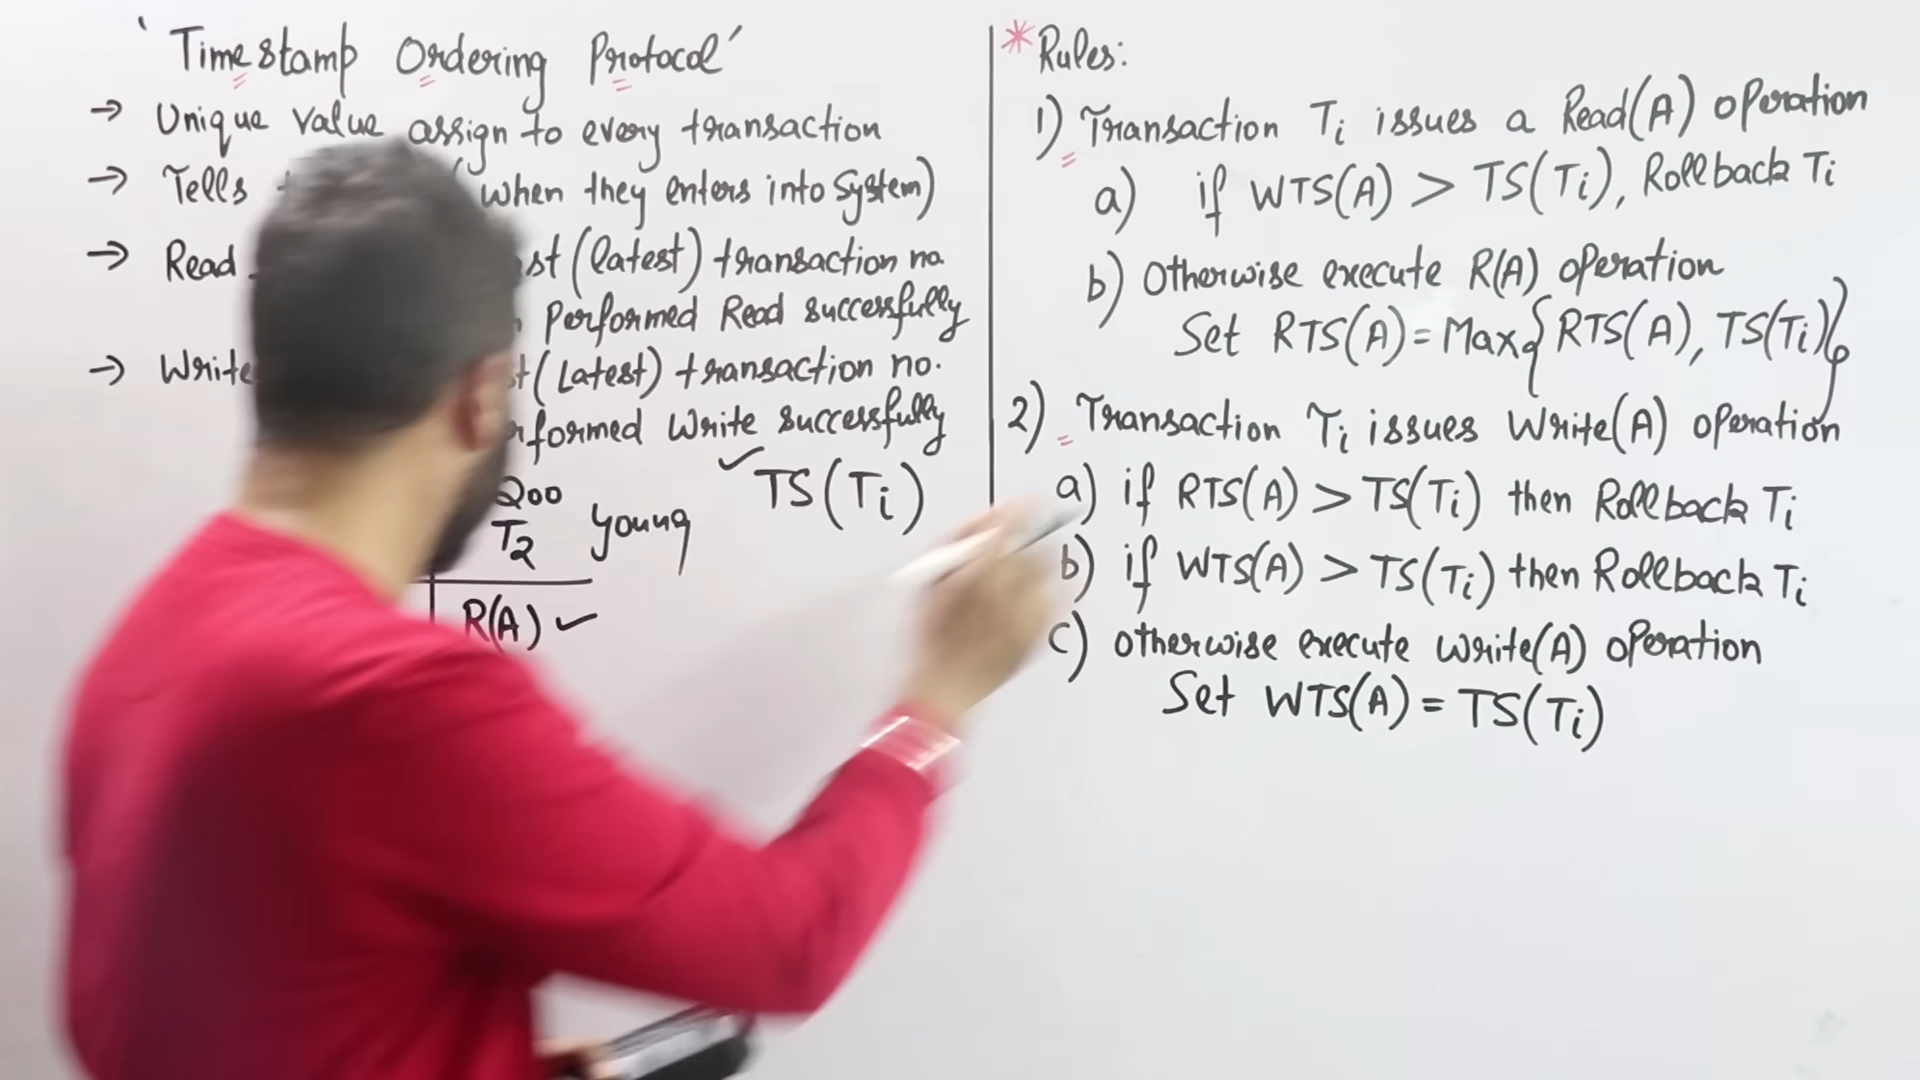 'Timestamp Ordering Protocol'
→ Unique value assign to every transaction
→ Tells (when they enters into System)
→ Read st (latest) transaction no.
Performed Read successfully
→ Write (Latest) transaction no.
formed Write successfully
200
T2 Young
✓ TS(Ti)
R(A) ✓
* Rules:
1) Transaction Ti issues a Read(A) operation
a) if WTS(A) > TS(Ti), Rollback Ti
b) Otherwise execute R(A) operation
Set RTS(A) = Max{RTS(A), TS(Ti)}
2) Transaction Ti issues Write(A) operation
a) if RTS(A) > TS(Ti) then Rollback Ti
b) if WTS(A) > TS(Ti) then Rollback Ti
c) otherwise execute write(A) operation
Set WTS(A) = TS(Ti)